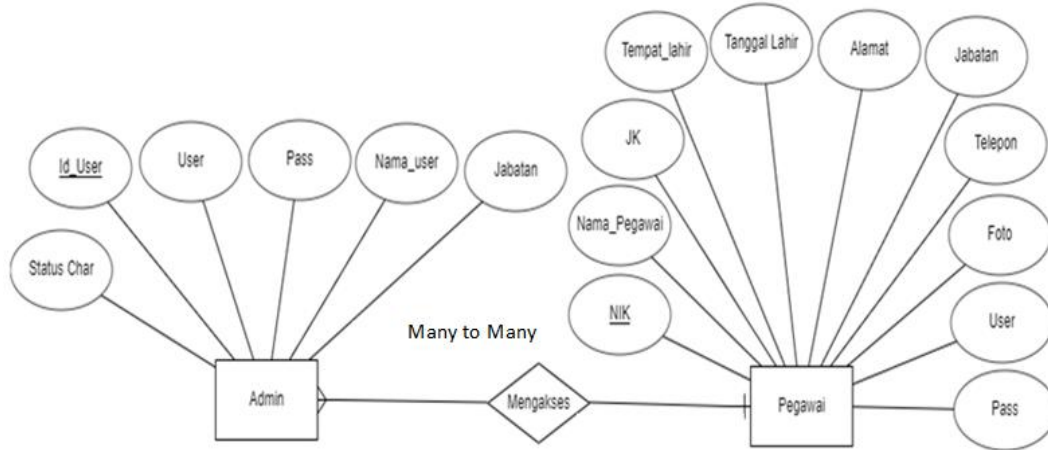 Tempat_lahir
Tanggal Lahir
Alamat
Jabatan
JK
Telepon
Id_User
User
Pass
Nama_user
Jabatan
Nama_Pegawai
Foto
Status Char
NIK
User
Many to Many
Admin
Mengakses
Pegawai
Pass